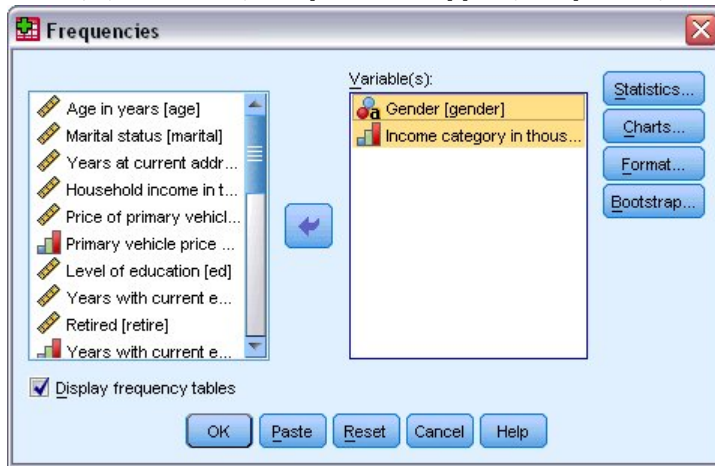 Frequencies
Age in years [age]
Marital status [marital]
Years at current addr...
Household income in t...
Price of primary vehicl...
Primary vehicle price ...
Level of education [ed]
Years with current e...
Retired [retire]
Years with current e...
Variable(s):
Gender [gender]
Income category in thous...
Statistics...
Charts...
Format...
Bootstrap...
Display frequency tables
OK
Paste
Reset
Cancel
Help